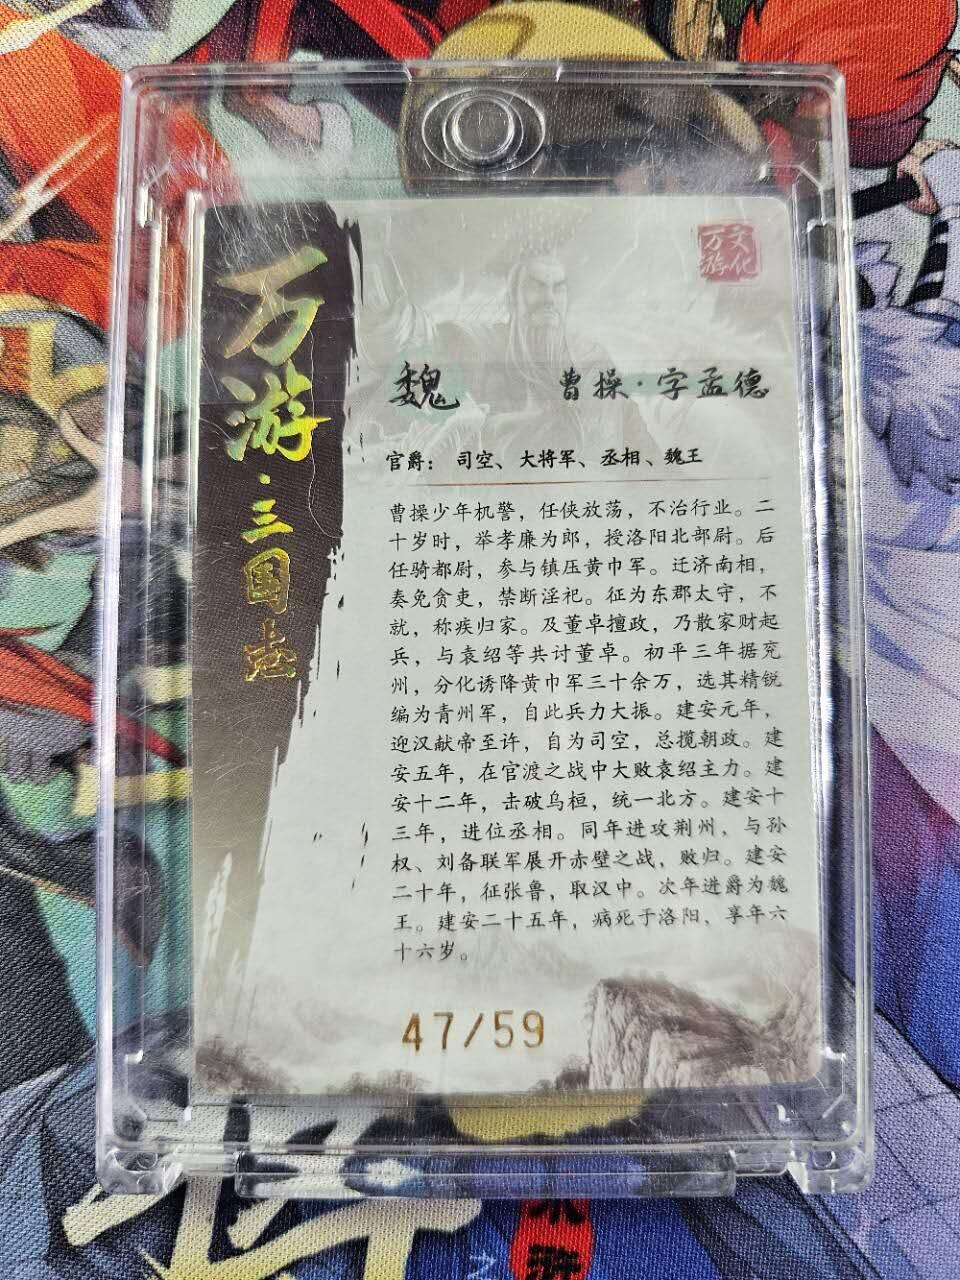 万游·三国志
万游
文化
魏 曹操·字孟德
官爵：司空、大将军、丞相、魏王
曹操少年机警，任侠放荡，不治行业。二
十岁时，举孝廉为郎，授洛阳北部尉。后
任骑都尉，参与镇压黄巾军。迁济南相，
奏免贪吏，禁断淫祀。征为东郡太守，不
就，称疾归家。及董卓擅政，乃散家财起
兵，与袁绍等共讨董卓。初平三年据兖
州，分化诱降黄巾军三十余万，选其精锐
编为青州军，自此兵力大振。建安元年，
迎汉献帝至许，自为司空，总揽朝政。建
安五年，在官渡之战中大败袁绍主力。建
安十二年，击破乌桓，统一北方。建安十
三年，进位丞相。同年进攻荆州，与孙
权、刘备联军展开赤壁之战，败归。建安
二十年，征张鲁，取汉中。次年进爵为魏
王。建安二十五年，病死于洛阳，享年六
十六岁。
47/59
水浒
之